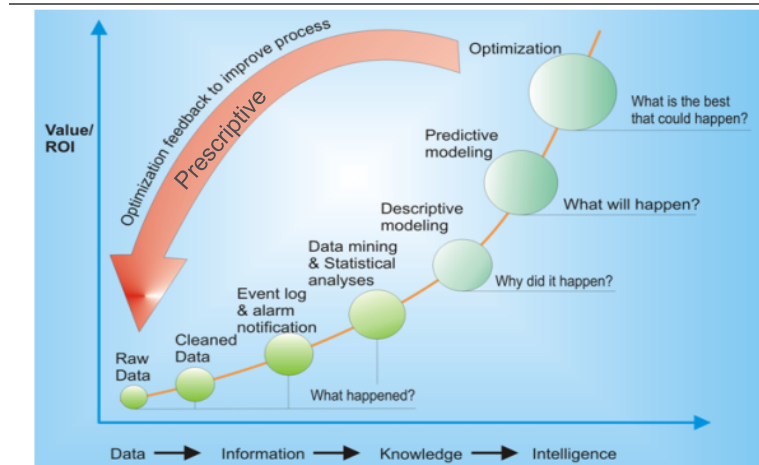 Optimization feedback to improve process
Prescriptive
Value/
ROI
Optimization
What is the best
that could happen?
Predictive
modeling
What will happen?
Descriptive
modeling
Why did it happen?
Data mining
& Statistical
analyses
Event log
& alarm
notification
Cleaned
Data
Raw
Data
What happened?
Data
Information
Knowledge
Intelligence